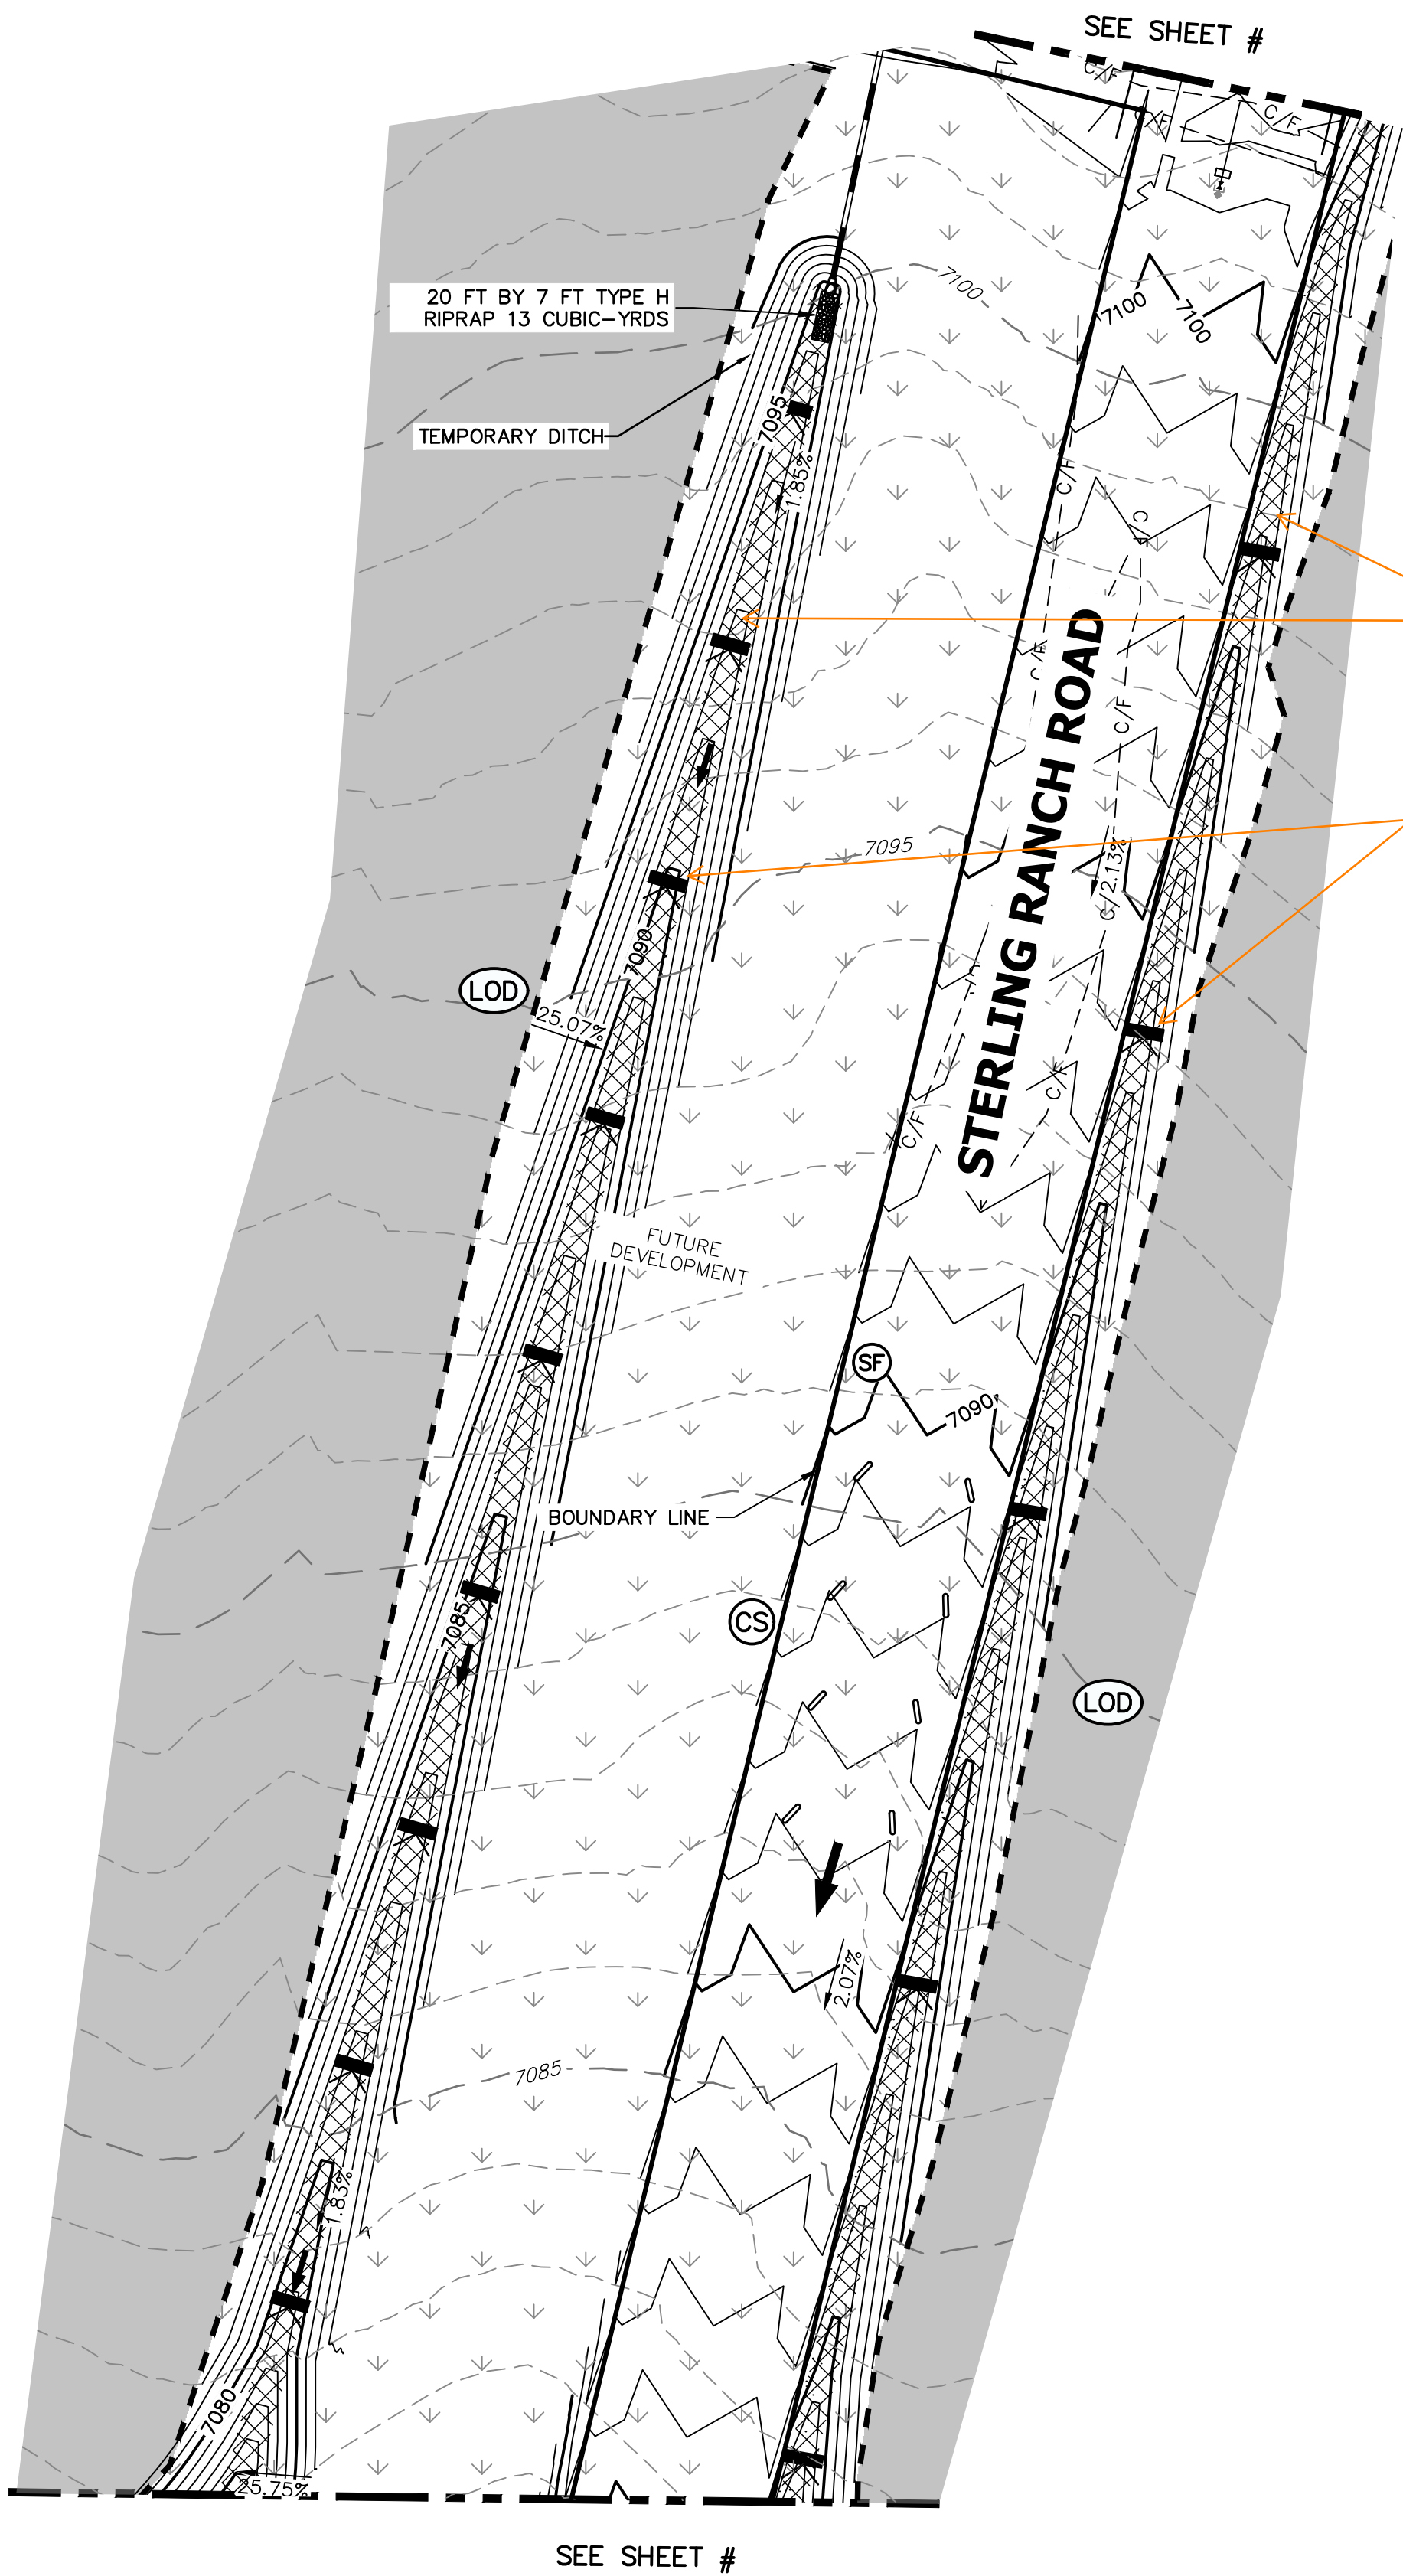 SEE SHEET #
C/F
C/F
C/F
20 FT BY 7 FT TYPE H
RIPRAP 13 CUBIC-YRDS
7100
7100
7100
TEMPORARY DITCH
7095
1.85%
C/F
C/F
C/F
C/F
STERLING RANCH ROAD
7095
2.13%
C/
7090
LOD
25.07%
C/F
C/F
FUTURE
DEVELOPMENT
SF
7090
BOUNDARY LINE
CS
7085
LOD
2.07%
7085
1.83%
7080
25.75%
SEE SHEET #